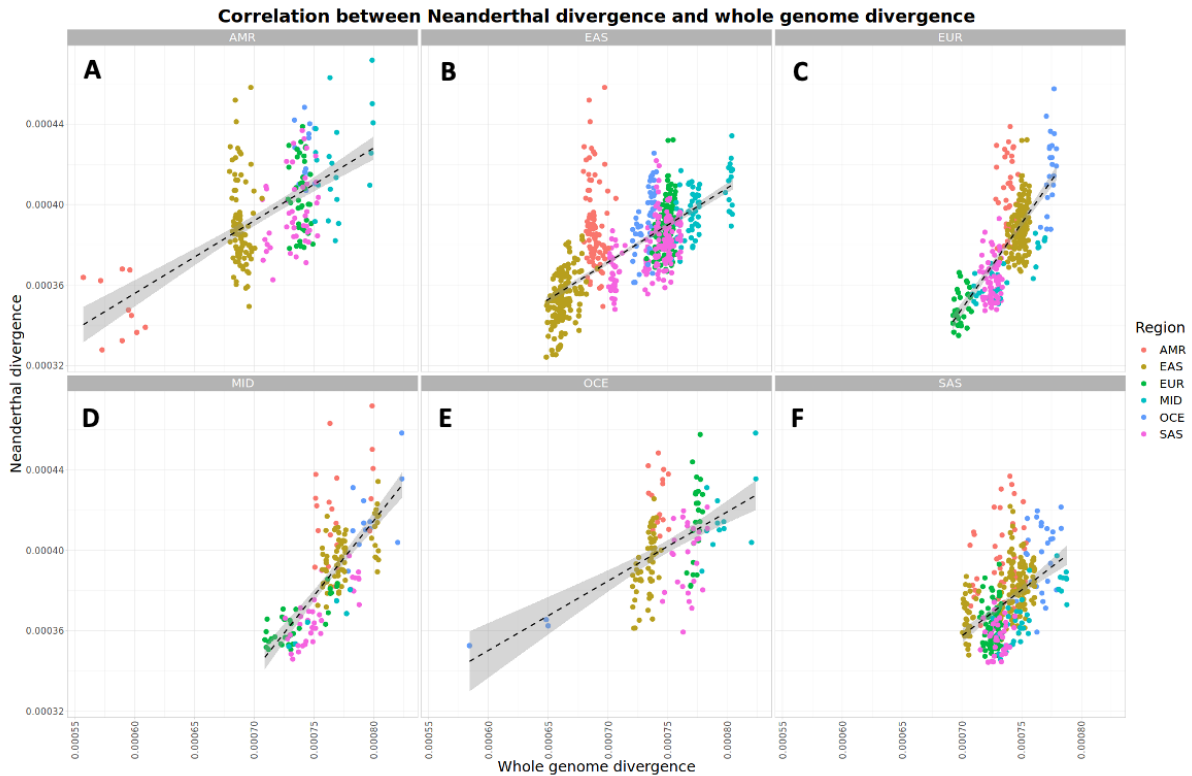 Correlation between Neanderthal divergence and whole genome divergence
AMR
EAS
EUR
A
B
C
0.00044
0.00040
0.00036
0.00032
MID
OCE
SAS
D
E
F
0.00044
0.00040
0.00036
0.00032
Neanderthal divergence
0.00055
0.00060
0.00065
0.00070
0.00075
0.00080
0.00055
0.00060
0.00065
0.00070
0.00075
0.00080
0.00055
0.00060
0.00065
0.00070
0.00075
0.00080
Whole genome divergence
Region
AMR
EAS
EUR
MID
OCE
SAS